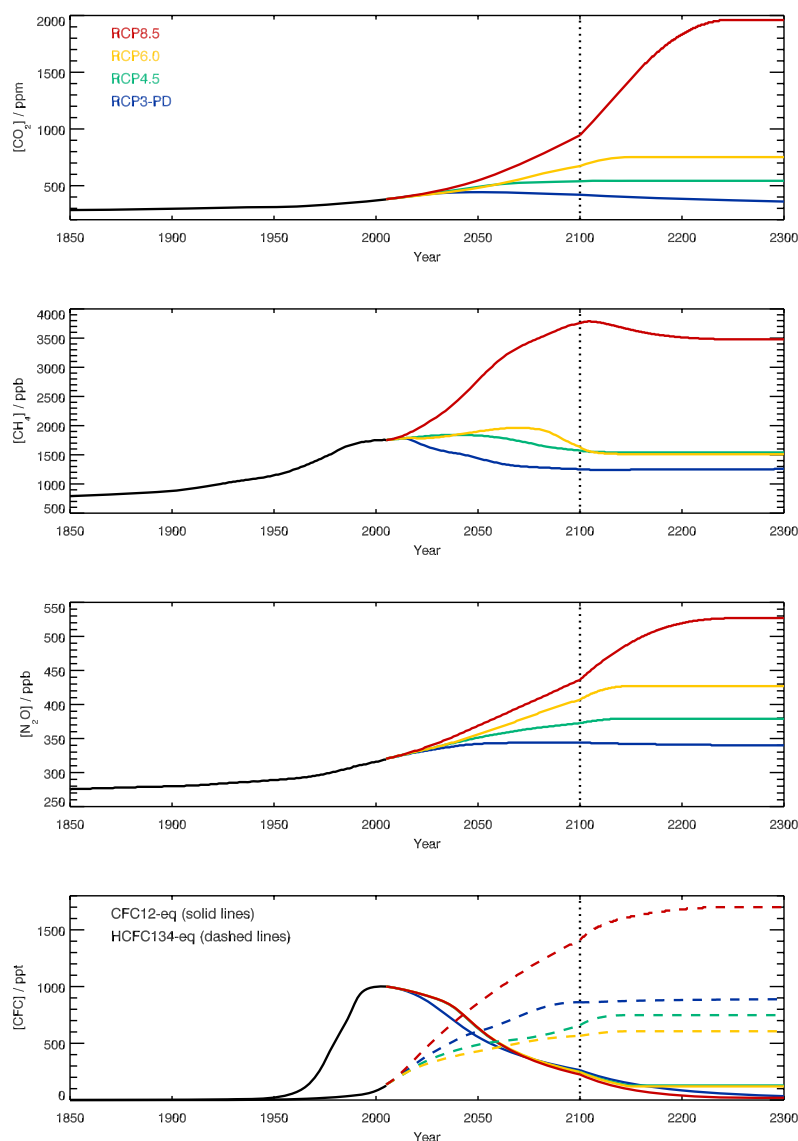 2000
1500
1000
500
[CO2] / ppm
RCP8.5
RCP6.0
RCP4.5
RCP3-PD
1850 1900 1950 2000 2050 2100 2200 2300
Year
4000
3500
3000
2500
2000
1500
1000
500
[CH4] / ppb
1850 1900 1950 2000 2050 2100 2200 2300
Year
550
500
450
400
350
300
250
[N2O] / ppb
1850 1900 1950 2000 2050 2100 2200 2300
Year
1500
1000
500
0
[CFC] / ppt
CFC12-eq (solid lines)
HCFC134-eq (dashed lines)
1850 1900 1950 2000 2050 2100 2200 2300
Year